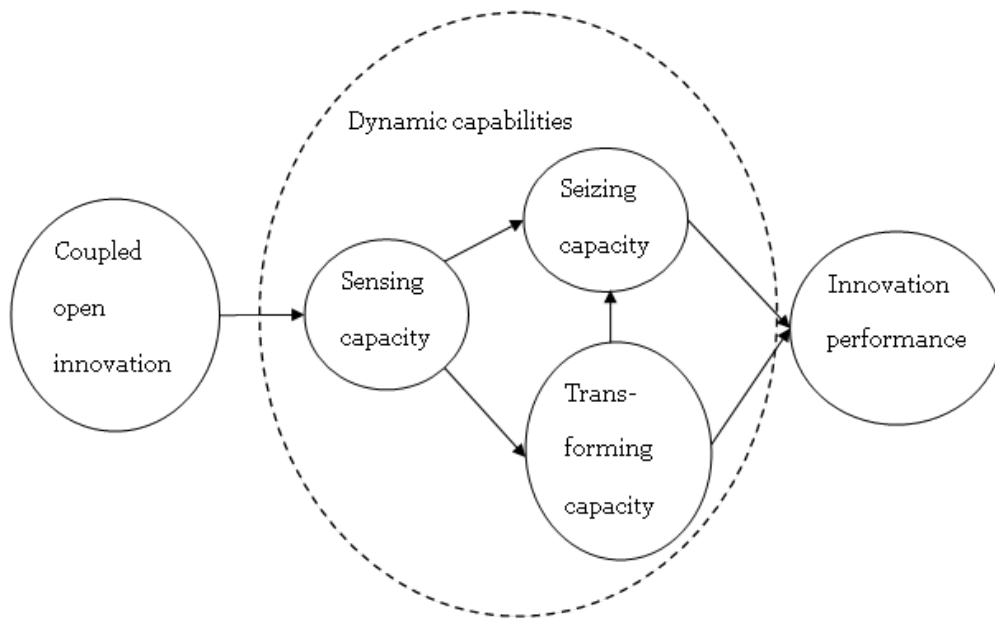 Dynamic capabilities
Coupled
open
innovation
Sensing
capacity
Seizing
capacity
Trans-
forming
capacity
Innovation
performance